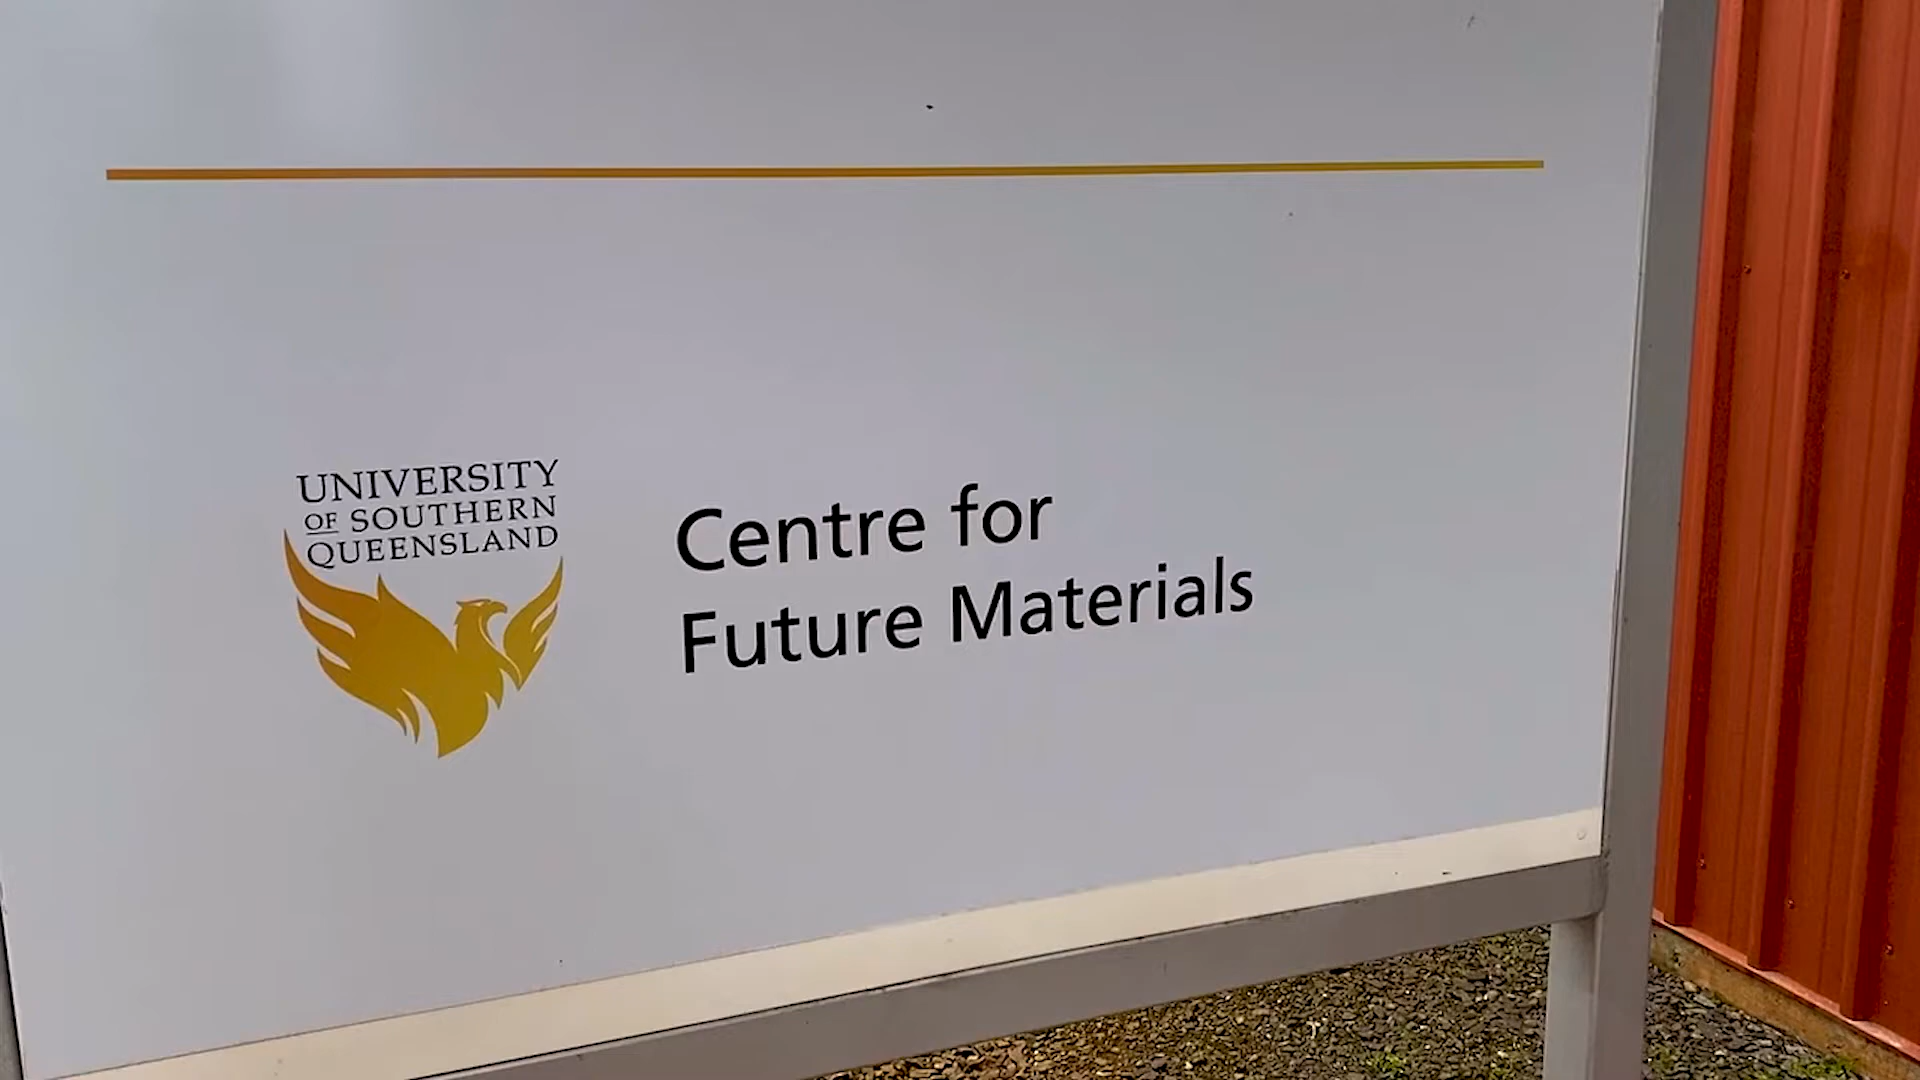 UNIVERSITY
OF SOUTHERN
QUEENSLAND
Centre for
Future Materials